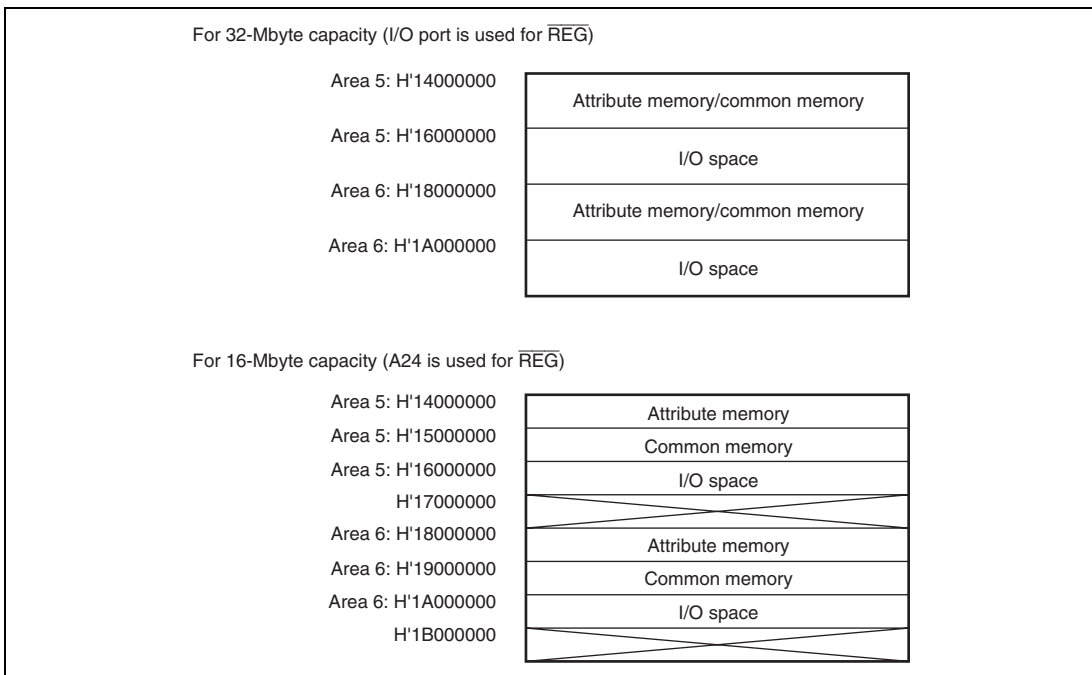 For 32-Mbyte capacity (I/O port is used for R̅E̅G̅)
Area 5: H'14000000
Attribute memory/common memory
Area 5: H'16000000
I/O space
Area 6: H'18000000
Attribute memory/common memory
Area 6: H'1A000000
I/O space
For 16-Mbyte capacity (A24 is used for R̅E̅G̅)
Area 5: H'14000000
Attribute memory
Area 5: H'15000000
Common memory
Area 5: H'16000000
I/O space
H'17000000
Area 6: H'18000000
Attribute memory
Area 6: H'19000000
Common memory
Area 6: H'1A000000
I/O space
H'1B000000